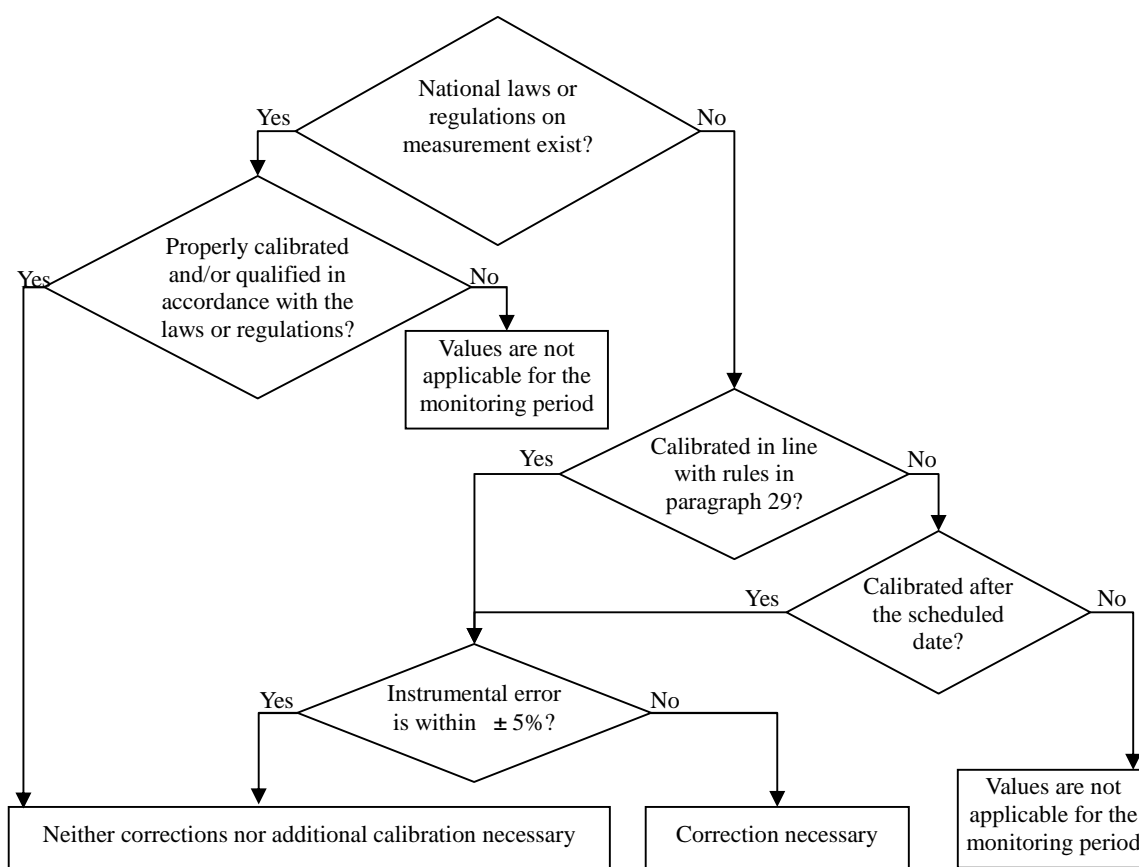 National laws or
regulations on
measurement exist?
Yes
No
Properly calibrated
and/or qualified in
accordance with the
laws or regulations?
Yes
No
Values are not
applicable for the
monitoring period
Calibrated in line
with rules in
paragraph 29?
Yes
No
Calibrated after
the scheduled
date?
Yes
No
Instrumental error
is within ± 5%?
Yes
No
Values are not
applicable for the
monitoring period
Neither corrections nor additional calibration necessary
Correction necessary